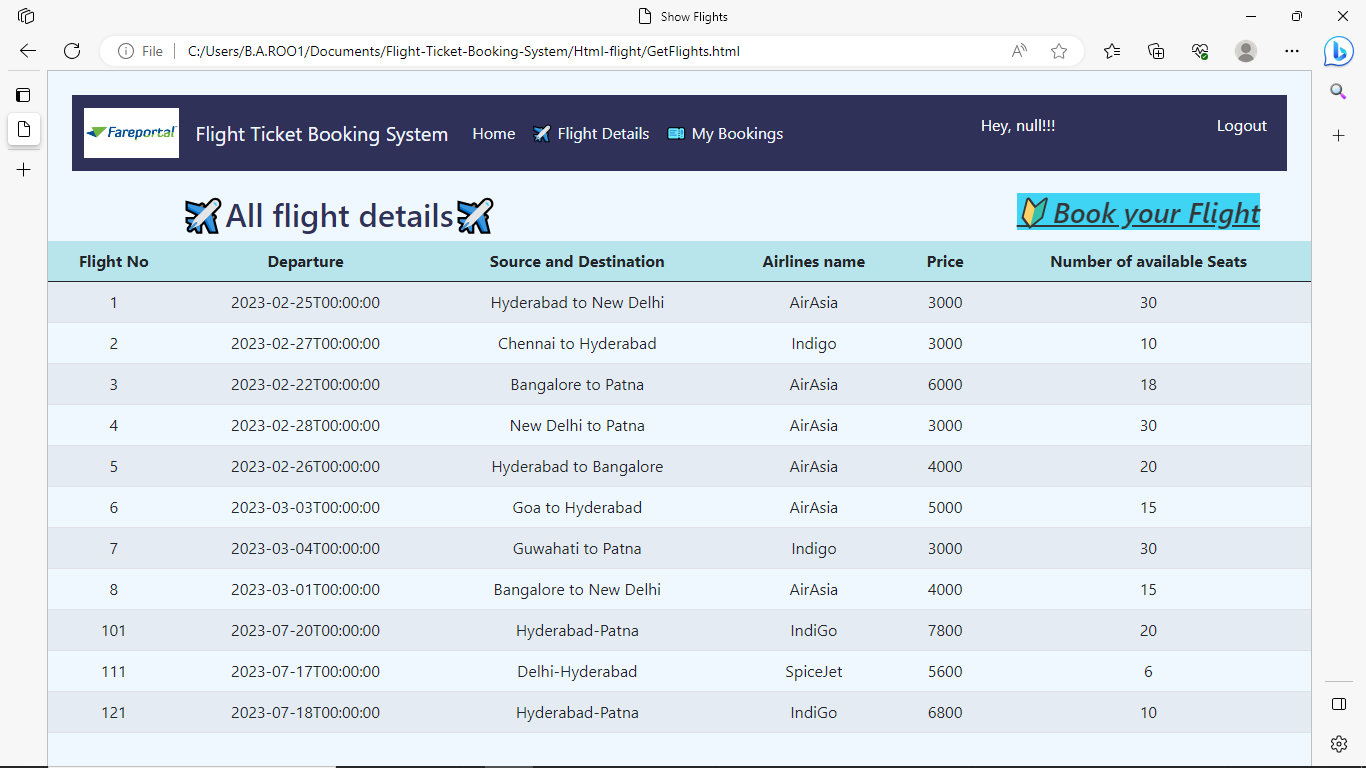 Show Flights
File C:/Users/B.A.ROO1/Documents/Flight-Ticket-Booking-System/Html-flight/GetFlights.html
Fareportal Flight Ticket Booking System Home ✈️ Flight Details 🎟️ My Bookings Hey, null!!! Logout
✈️All flight details✈️ 🔰Book your Flight
Flight No Departure Source and Destination Airlines name Price Number of available Seats
1 2023-02-25T00:00:00 Hyderabad to New Delhi AirAsia 3000 30
2 2023-02-27T00:00:00 Chennai to Hyderabad Indigo 3000 10
3 2023-02-22T00:00:00 Bangalore to Patna AirAsia 6000 18
4 2023-02-28T00:00:00 New Delhi to Patna AirAsia 3000 30
5 2023-02-26T00:00:00 Hyderabad to Bangalore AirAsia 4000 20
6 2023-03-03T00:00:00 Goa to Hyderabad AirAsia 5000 15
7 2023-03-04T00:00:00 Guwahati to Patna Indigo 3000 30
8 2023-03-01T00:00:00 Bangalore to New Delhi AirAsia 4000 15
101 2023-07-20T00:00:00 Hyderabad-Patna IndiGo 7800 20
111 2023-07-17T00:00:00 Delhi-Hyderabad SpiceJet 5600 6
121 2023-07-18T00:00:00 Hyderabad-Patna IndiGo 6800 10